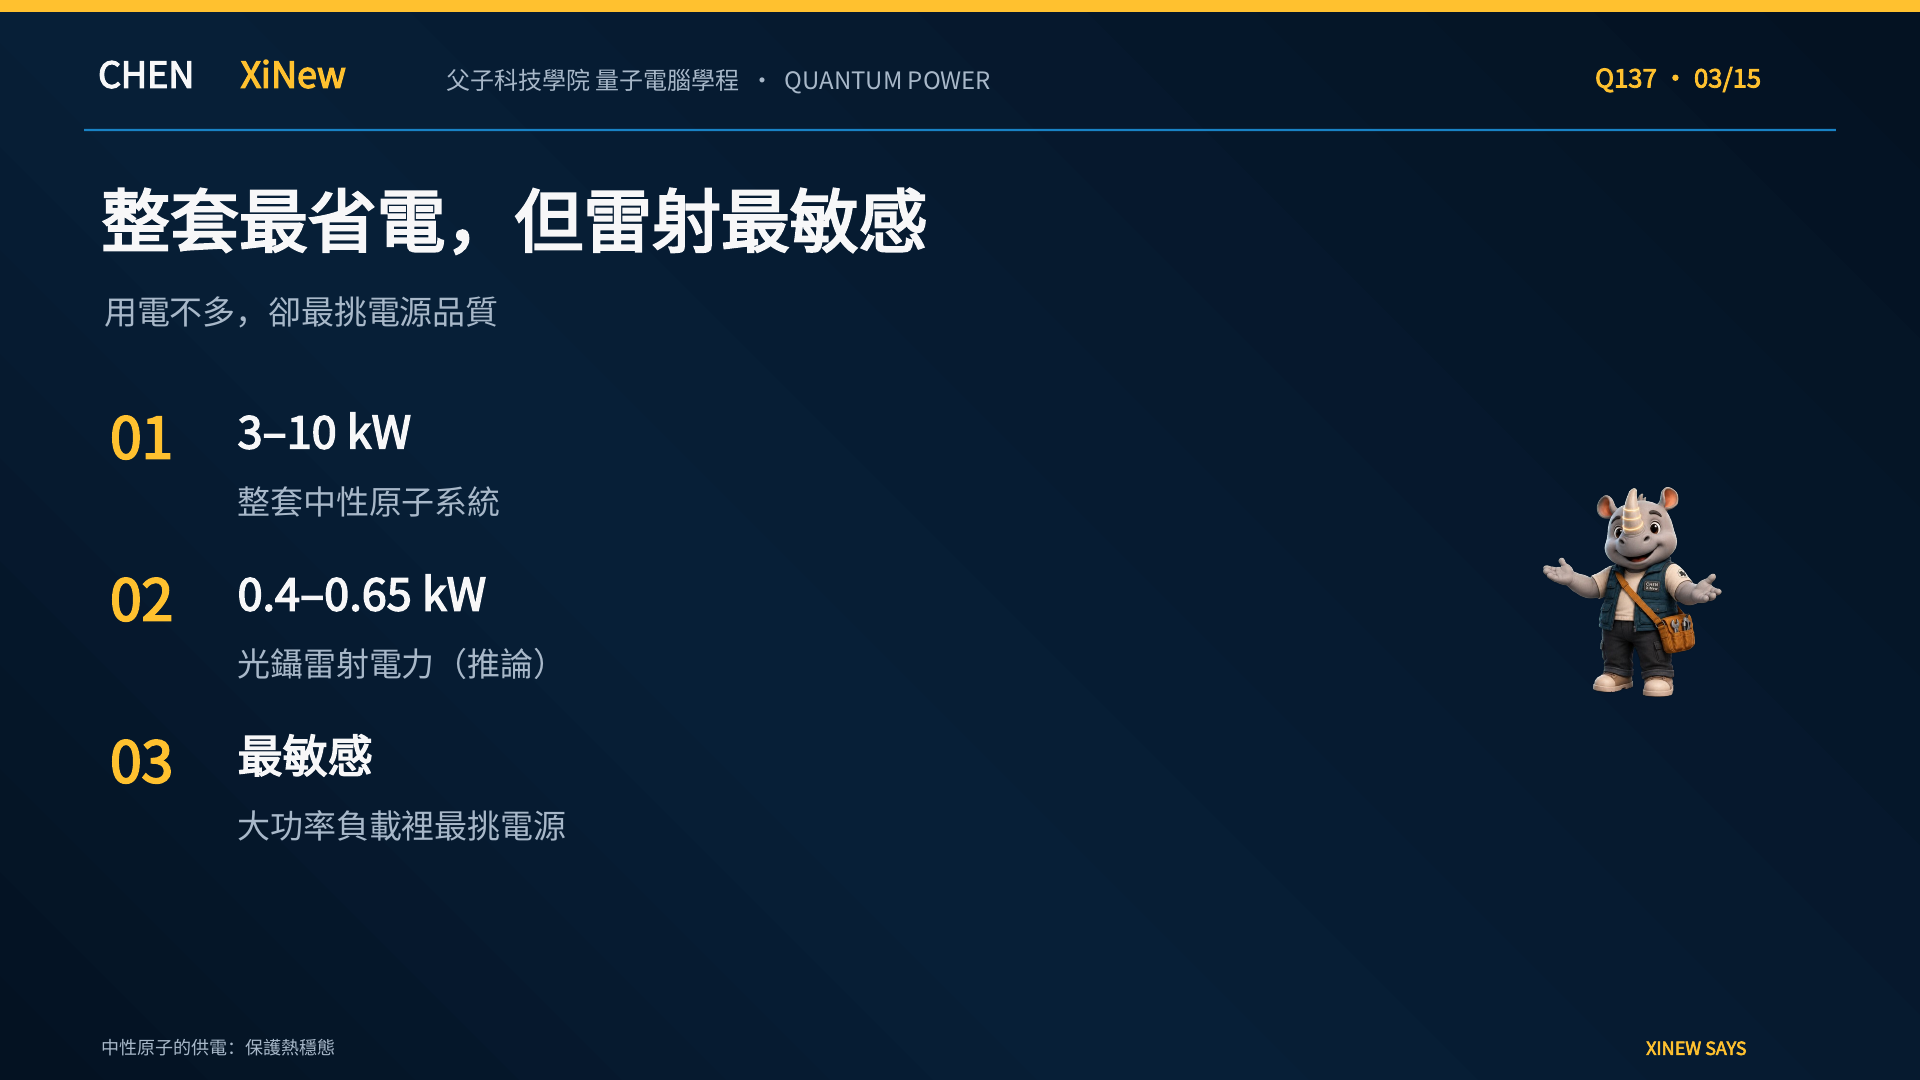 CHEN XiNew 父子科技學院 量子電腦學程 • QUANTUM POWER
Q137 • 03/15
整套最省電，但雷射最敏感
用電不多，卻最挑電源品質
01 3–10 kW
整套中性原子系統
02 0.4–0.65 kW
光鑷雷射電力（推論）
03 最敏感
大功率負載裡最挑電源
中性原子的供電：保護熱穩態
XINEW SAYS